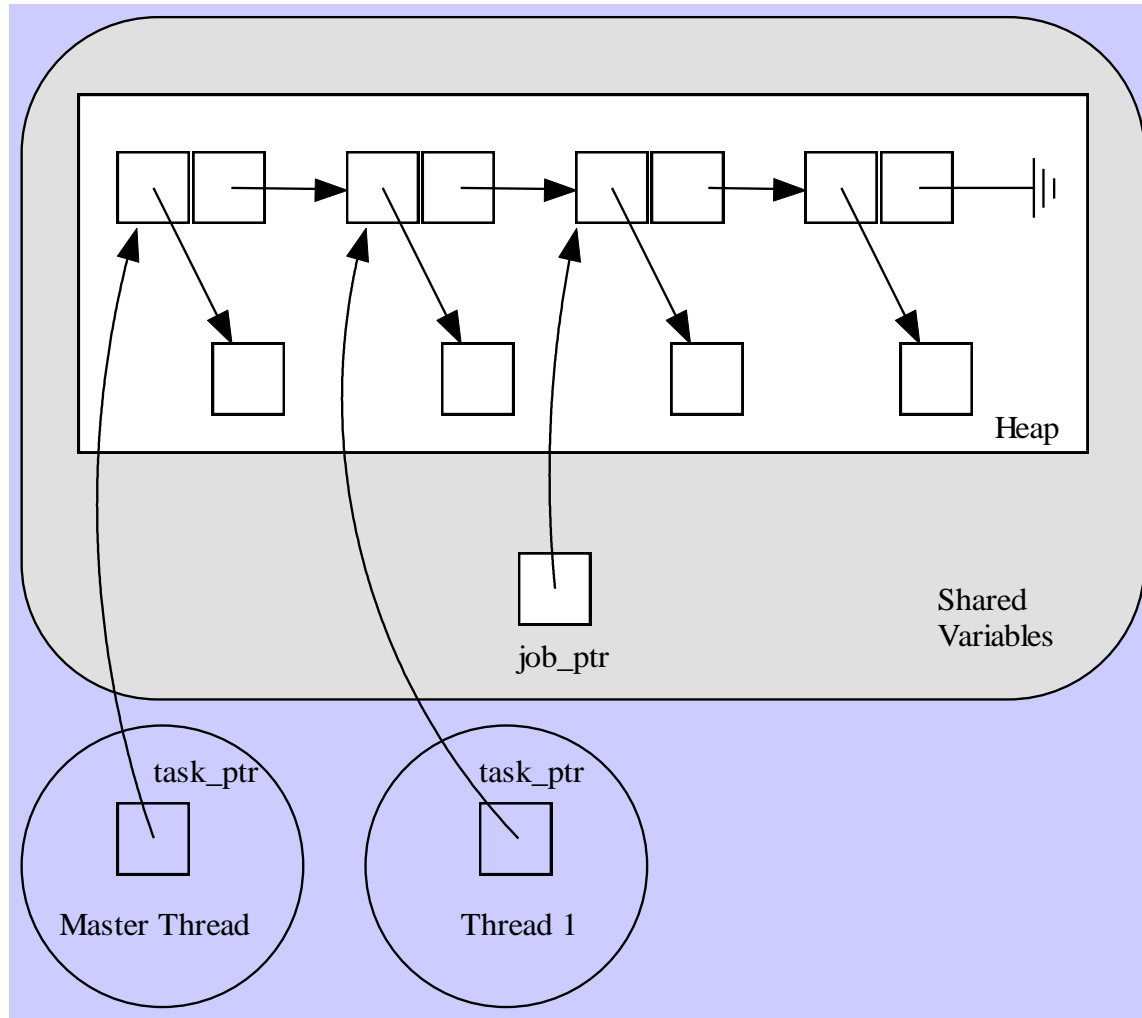 Heap
Shared
Variables
job_ptr
task_ptr
task_ptr
Master Thread
Thread 1